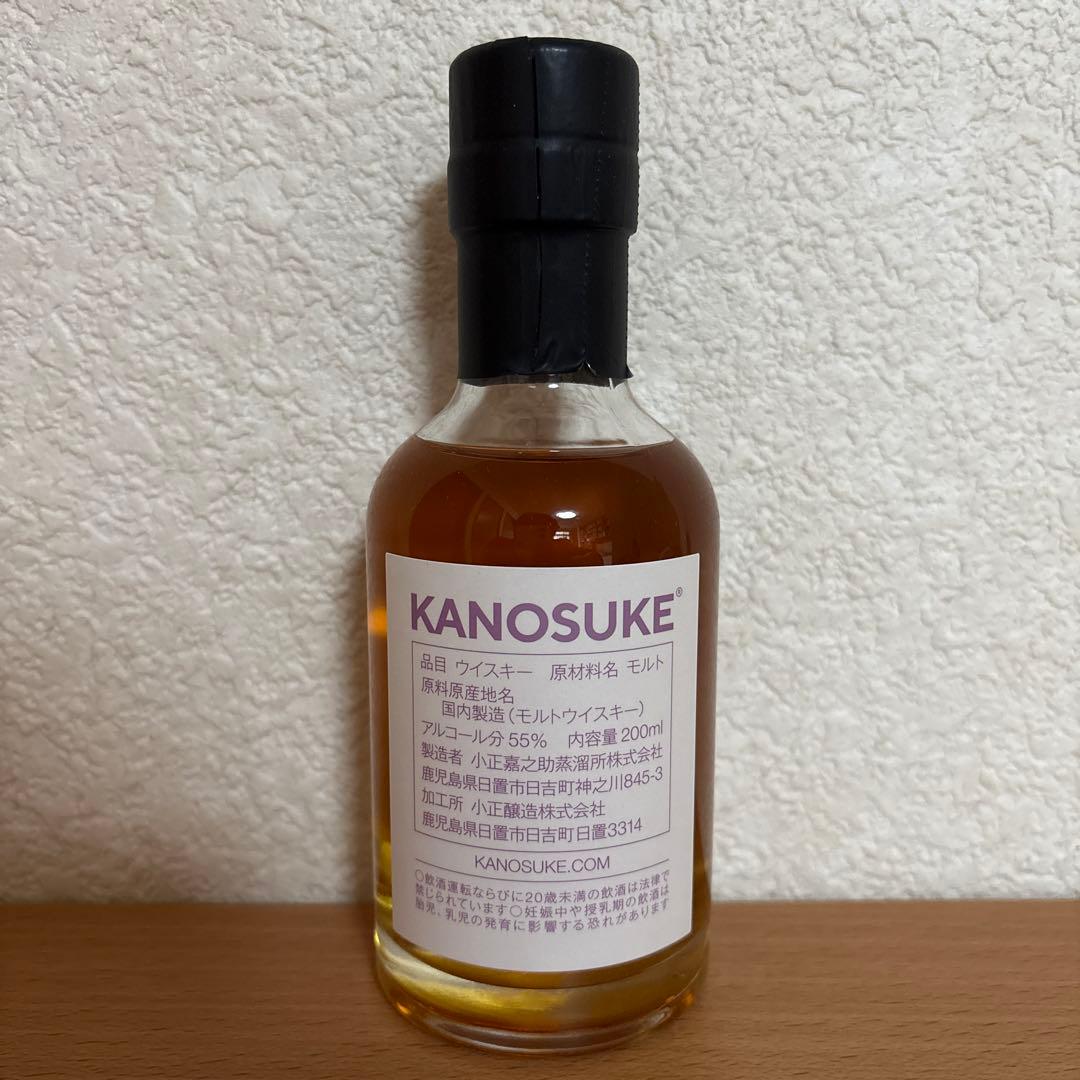 KANOSUKE®
品目 ウイスキー 原材料名 モルト
原料原産地名
国内製造(モルトウイスキー)
アルコール分 55% 内容量 200ml
製造者 小正嘉之助蒸溜所株式会社
鹿児島県日置市日吉町神之川845-3
加工所 小正醸造株式会社
鹿児島県日置市日吉町日置3314
KANOSUKE.COM
○飲酒運転ならびに20歳未満の飲酒は法律で
禁じられています○妊娠中や授乳期の飲酒は
胎児、乳児の発育に影響する恐れがあります